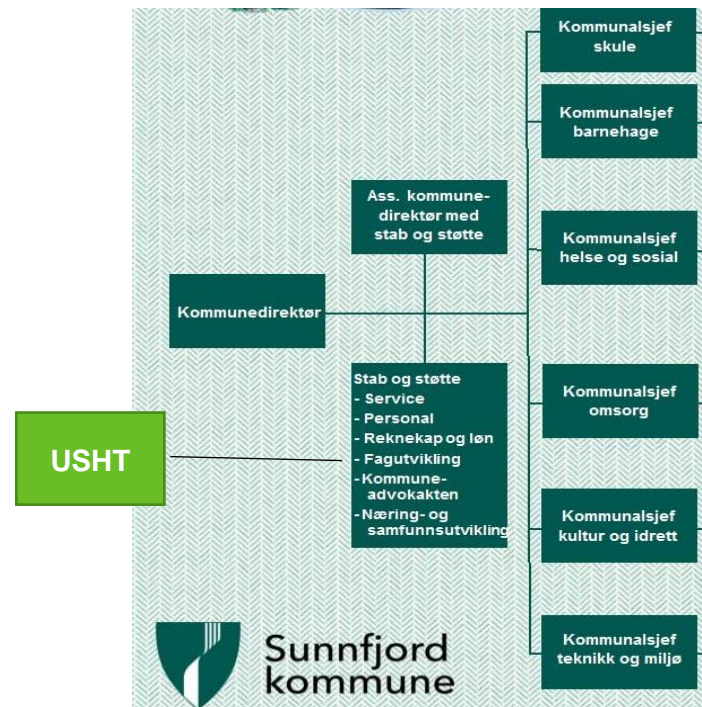 Kommunalsjef
skule
Kommunalsjef
barnehage
Ass. kommune-
direktør med
stab og støtte
Kommunalsjef
helse og sosial
Kommunedirektør
Stab og støtte
- Service
- Personal
- Reknekap og løn
- Fagutvikling
- Kommune-
advokatkten
- Næring- og
samfunnsutvikling
USHT
Kommunalsjef
omsorg
Kommunalsjef
kultur og idrett
Kommunalsjef
teknikk og miljø
Sunnfjord
kommune